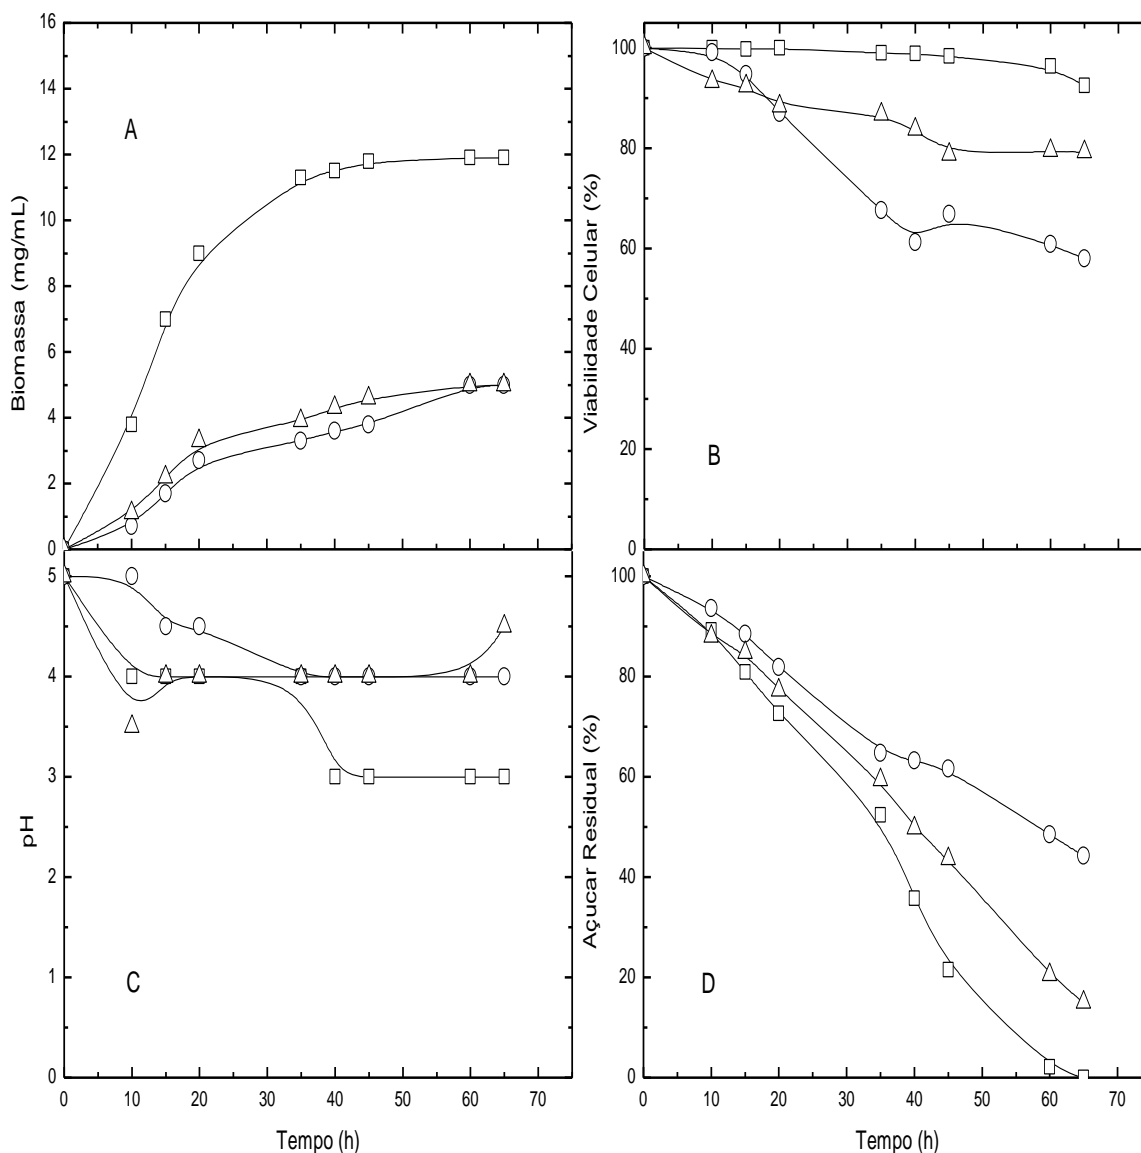 16
14
12
10
8
6
4
2
0
Biomassa (mg/mL)
A
100
80
60
40
20
0
Viabilidade Celular (%)
B
5
4
3
2
1
0
pH
C
0 10 20 30 40 50 60 70
Tempo (h)
100
80
60
40
20
0
Açucar Residual (%)
D
0 10 20 30 40 50 60 70
Tempo (h)